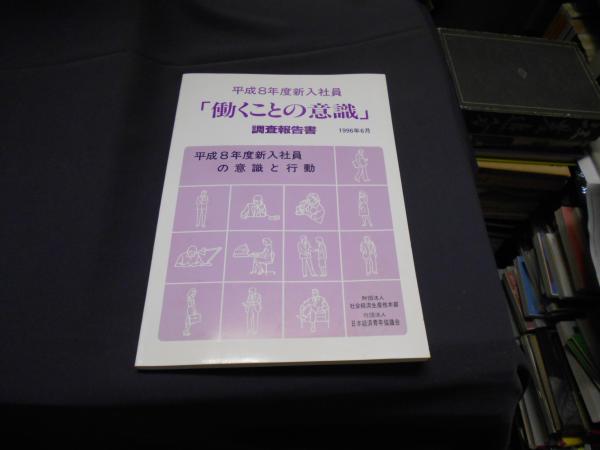 平成8年度新入社員
「働くことの意識」
調査報告書 1996年6月
平成8年度新入社員
の意識と行動
財団法人
社会経済生産性本部
社団法人
日本経済青年協議会